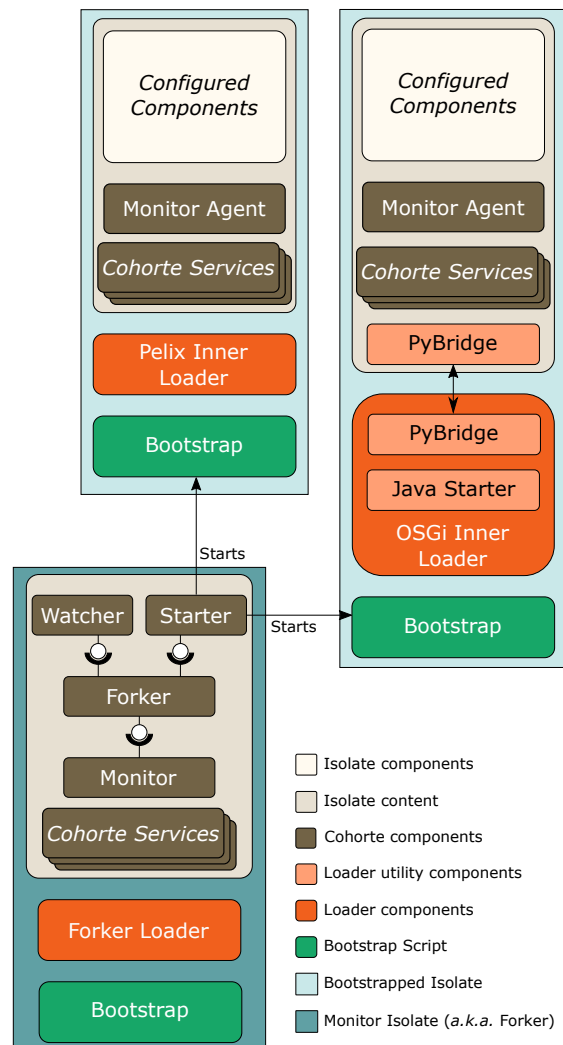 Configured
Components
Monitor Agent
Cohorte Services
Pelix Inner
Loader
Bootstrap
Configured
Components
Monitor Agent
Cohorte Services
PyBridge
PyBridge
Java Starter
OSGi Inner
Loader
Bootstrap
Starts
Starts
Watcher
Starter
Forker
Monitor
Cohorte Services
Forker Loader
Bootstrap
Isolate components
Isolate content
Cohorte components
Loader utility components
Loader components
Bootstrap Script
Bootstrapped Isolate
Monitor Isolate (a.k.a. Forker)